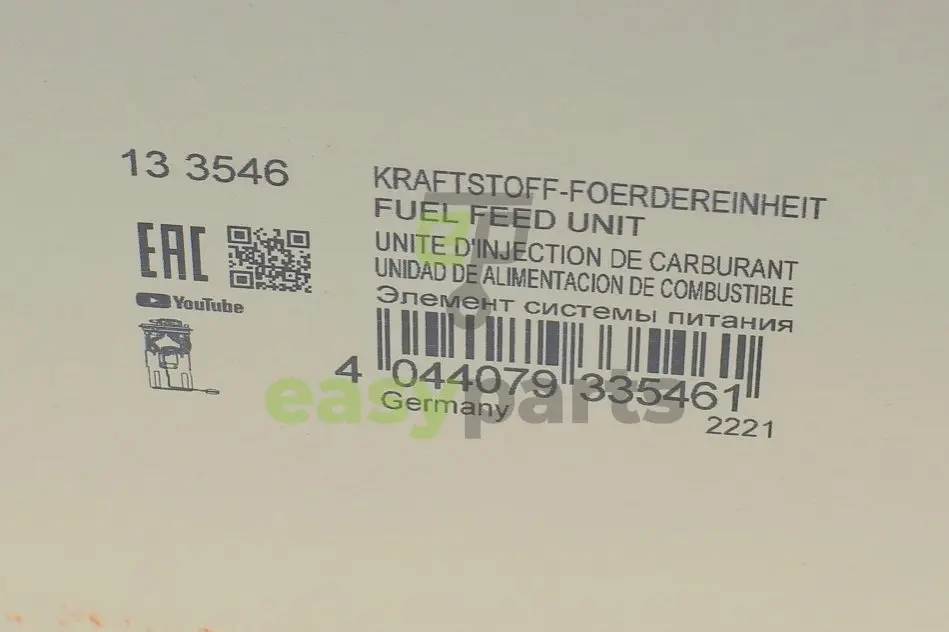 13 3546
KRAFTSTOFF-FOERDEREINHEIT
FUEL FEED UNIT
UNITE D'INJECTION DE CARBURANT
UNIDAD DE ALIMENTACION DE COMBUSTIBLE
Элемент системы питания
EAC
YouTube
4 044079 335461
Germany
2221
easyparts